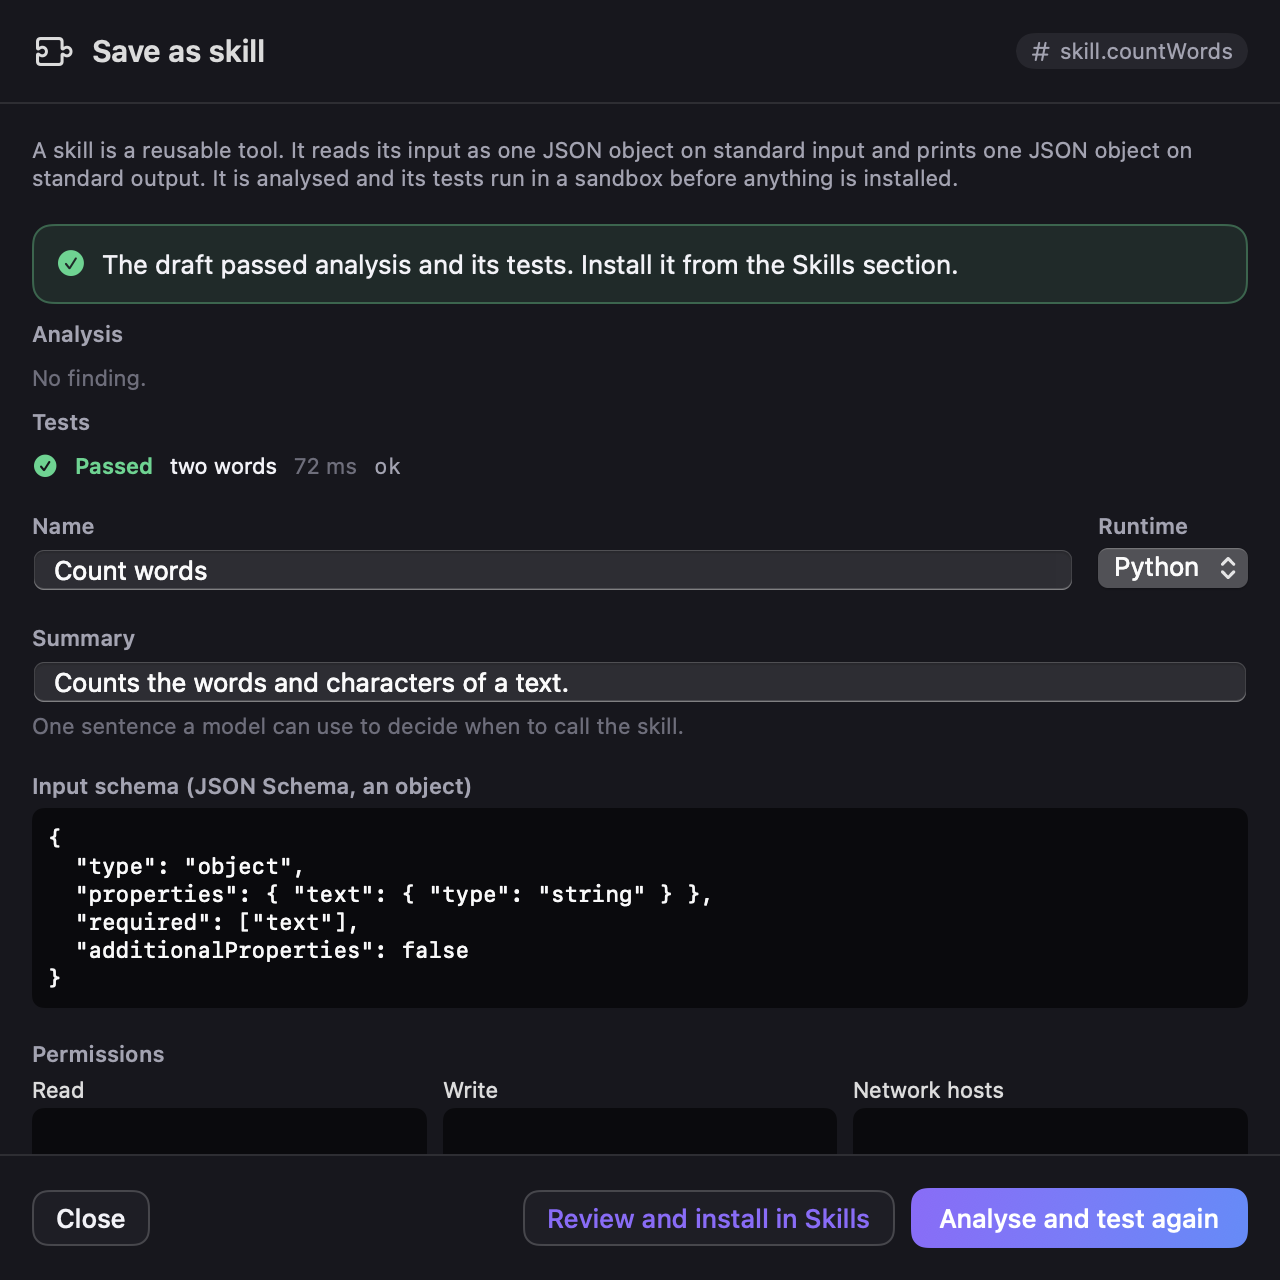 Save as skill
# skill.countWords
A skill is a reusable tool. It reads its input as one JSON object on standard input and prints one JSON object on
standard output. It is analysed and its tests run in a sandbox before anything is installed.
The draft passed analysis and its tests. Install it from the Skills section.
Analysis
No finding.
Tests
Passed two words 72 ms ok
Name
Runtime
Count words
Python
Summary
Counts the words and characters of a text.
One sentence a model can use to decide when to call the skill.
Input schema (JSON Schema, an object)
{
  "type": "object",
  "properties": { "text": { "type": "string" } },
  "required": ["text"],
  "additionalProperties": false
}
Permissions
Read
Write
Network hosts
Close
Review and install in Skills
Analyse and test again